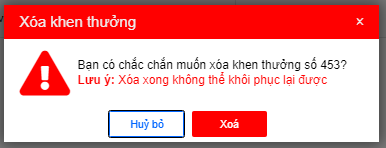 Xóa khen thưởng
×
Bạn có chắc chắn muốn xóa khen thưởng số 453?
Lưu ý: Xóa xong không thể khôi phục lại được
Huỷ bỏ
Xoá